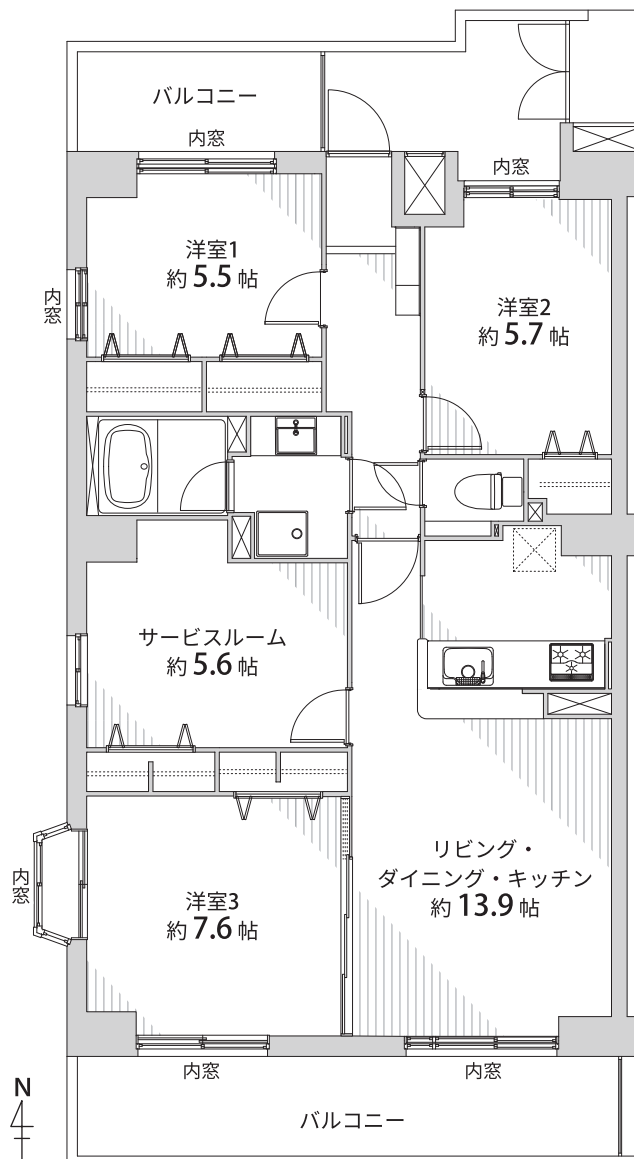 バルコニー
内窓
内窓
洋室1
約5.5帖
内窓
洋室2
約5.7帖
サービスルーム
約5.6帖
リビング・
ダイニング・キッチン
約13.9帖
内窓
洋室3
約7.6帖
内窓
内窓
N
バルコニー